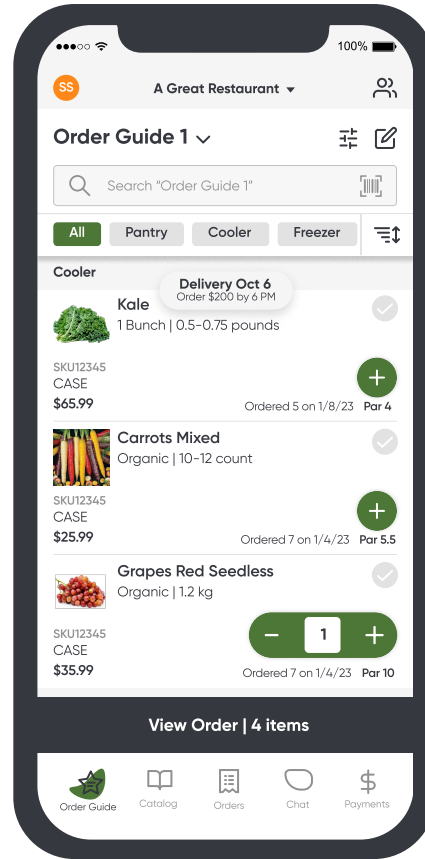 100%
SS
A Great Restaurant
Order Guide 1
Search “Order Guide 1”
All Pantry Cooler Freezer
Cooler
Delivery Oct 6
Order $200 by 6 PM
Kale
1 Bunch | 0.5-0.75 pounds
SKU12345
CASE
$65.99
Ordered 5 on 1/8/23 Par 4
Carrots Mixed
Organic | 10-12 count
SKU12345
CASE
$25.99
Ordered 7 on 1/4/23 Par 5.5
Grapes Red Seedless
Organic | 1.2 kg
SKU12345
CASE
1
$35.99
Ordered 7 on 1/4/23 Par 10
View Order | 4 items
Order Guide Catalog Orders Chat Payments